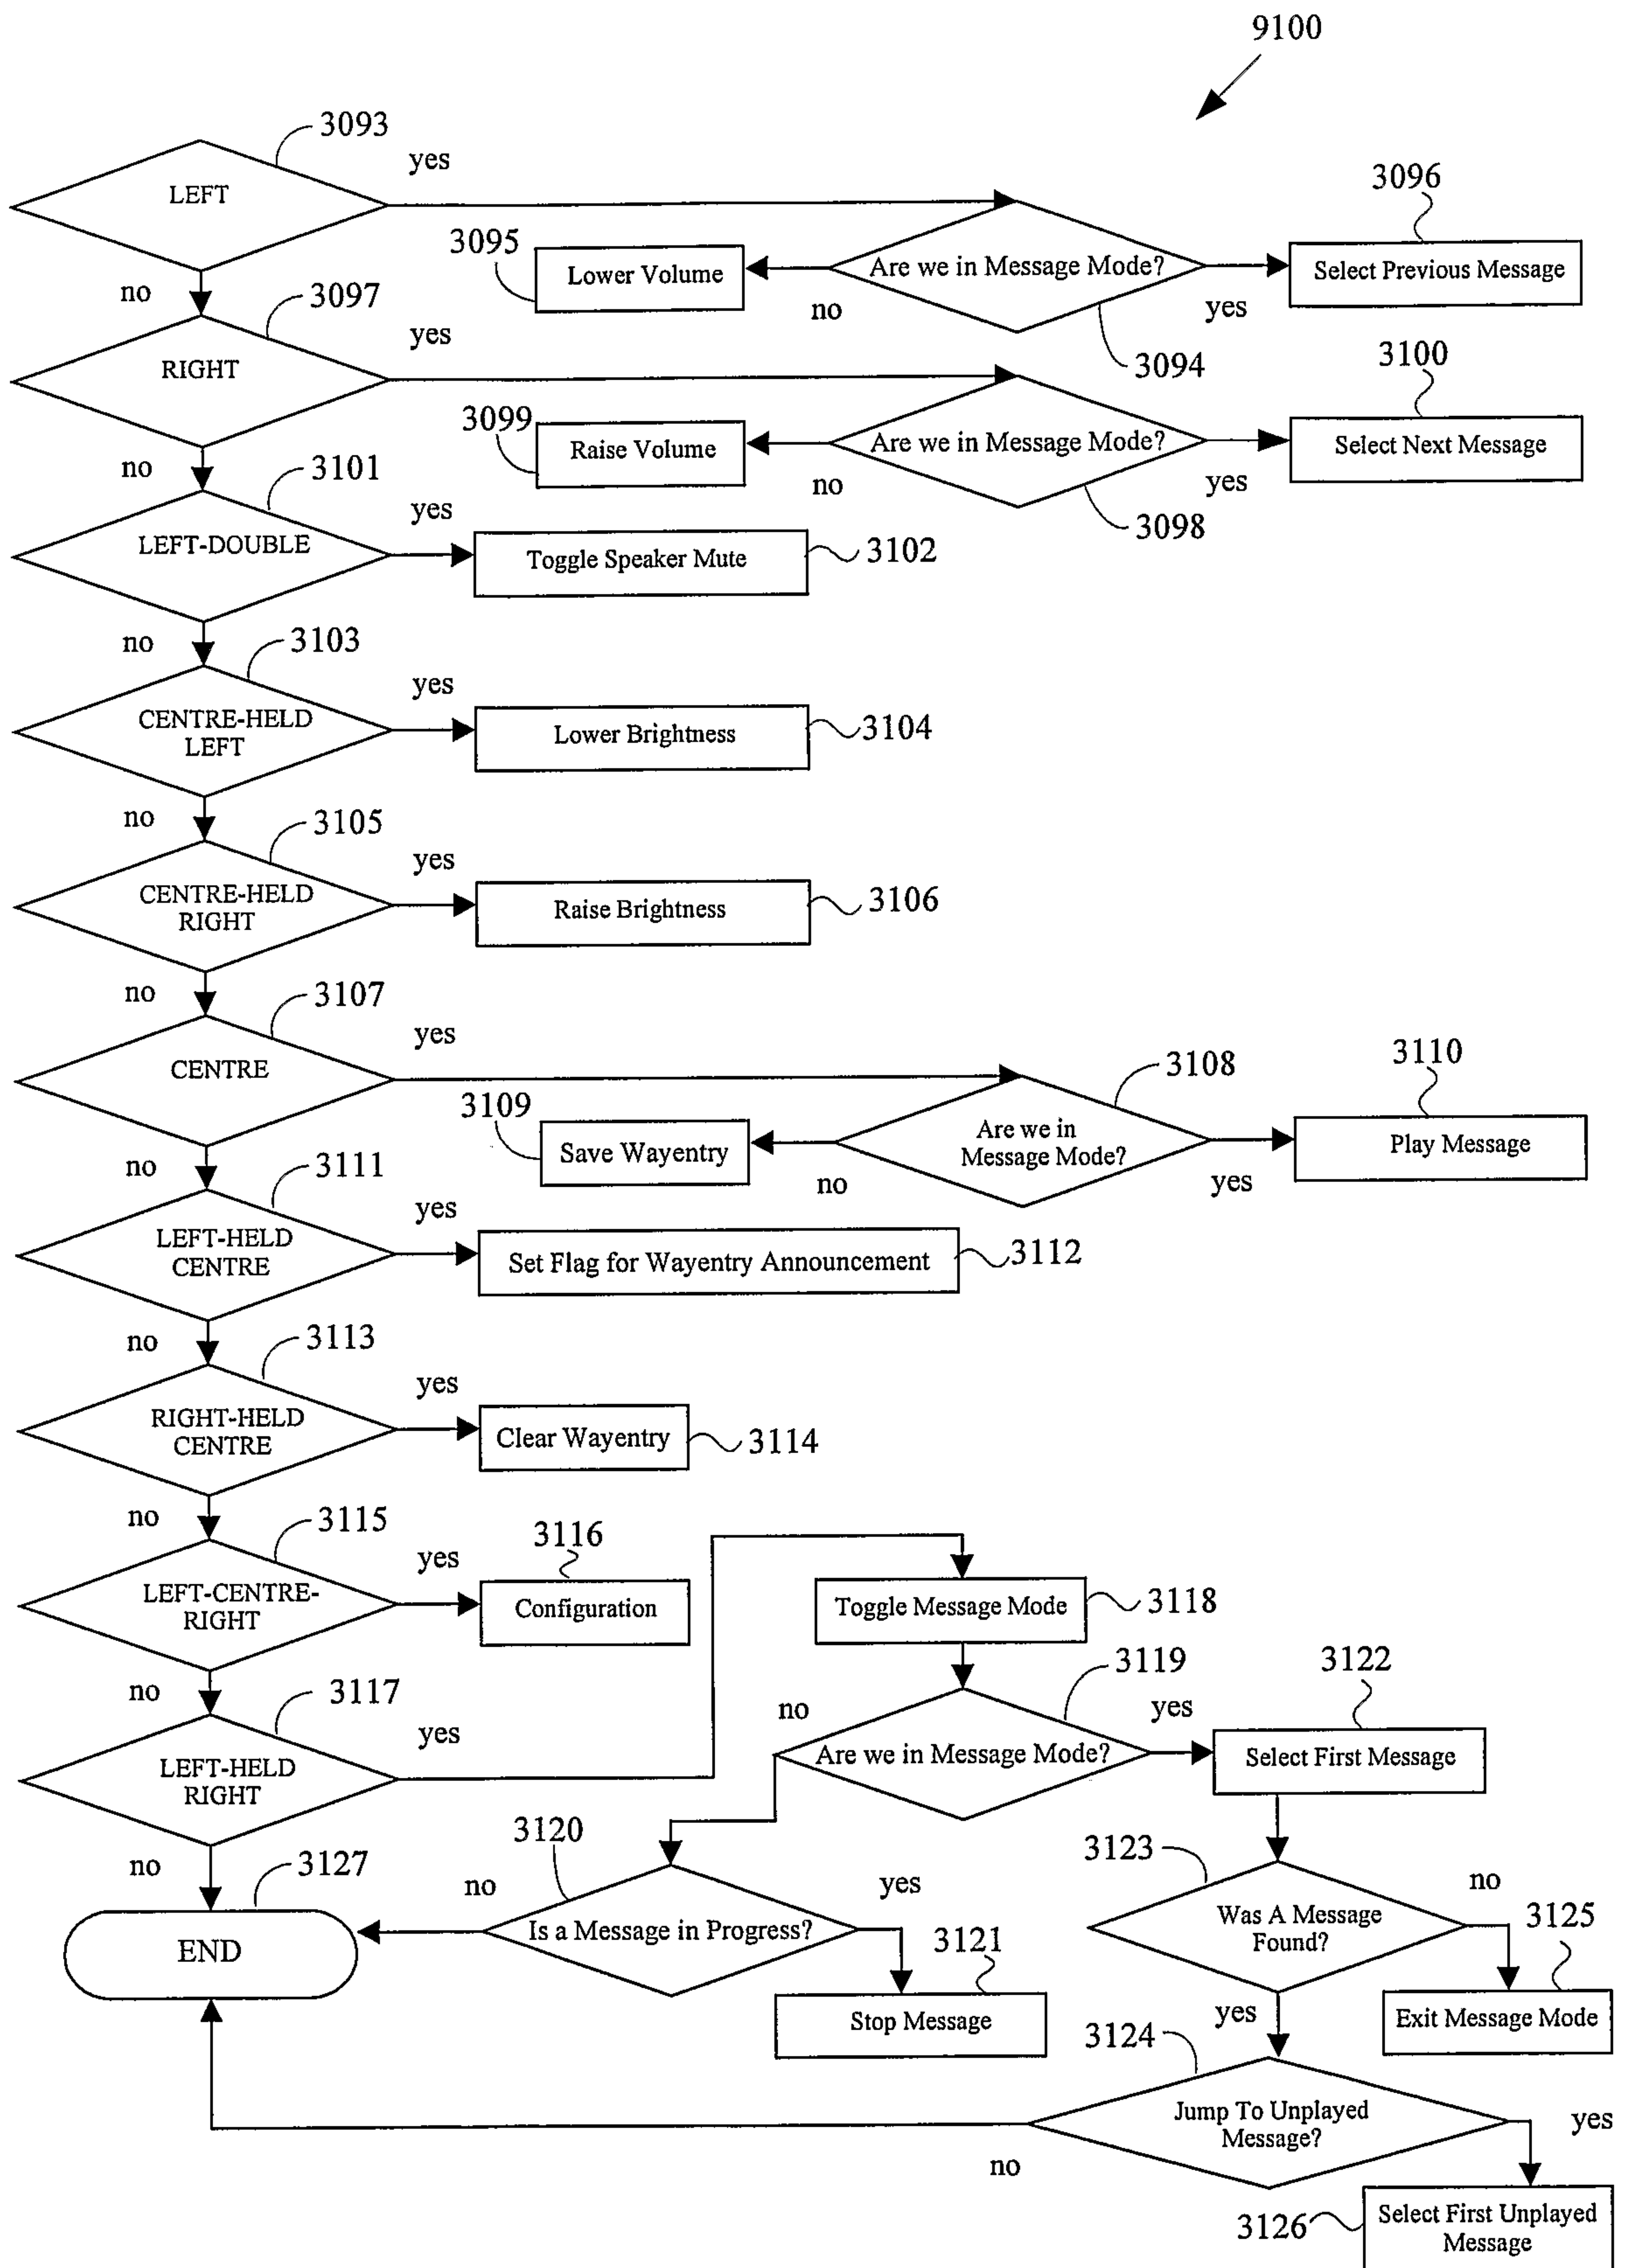 9100
3093
yes
LEFT
3096
3095
Lower Volume
Are we in Message Mode?
Select Previous Message
no
no
yes
3094
3097
yes
RIGHT
3100
3099
Raise Volume
Are we in Message Mode?
Select Next Message
no
no
yes
3098
3101
yes
LEFT-DOUBLE
Toggle Speaker Mute
3102
no
3103
yes
CENTRE-HELD
LEFT
Lower Brightness
3104
no
3105
yes
CENTRE-HELD
RIGHT
Raise Brightness
3106
no
3107
yes
CENTRE
3108
3110
3109
Save Wayentry
Are we in
Message Mode?
Play Message
no
no
yes
3111
yes
LEFT-HELD
CENTRE
Set Flag for Wayentry Announcement
3112
no
3113
yes
RIGHT-HELD
CENTRE
Clear Wayentry
3114
no
3115
yes
LEFT-CENTRE-
RIGHT
3116
Configuration
Toggle Message Mode
3118
no
3117
yes
LEFT-HELD
RIGHT
3119
no
yes
Are we in Message Mode?
3122
Select First Message
no
3127
END
3120
no
yes
Is a Message in Progress?
3121
Stop Message
3123
no
Was A Message
Found?
3125
Exit Message Mode
yes
3124
Jump To Unplayed
Message?
yes
no
3126
Select First Unplayed
Message